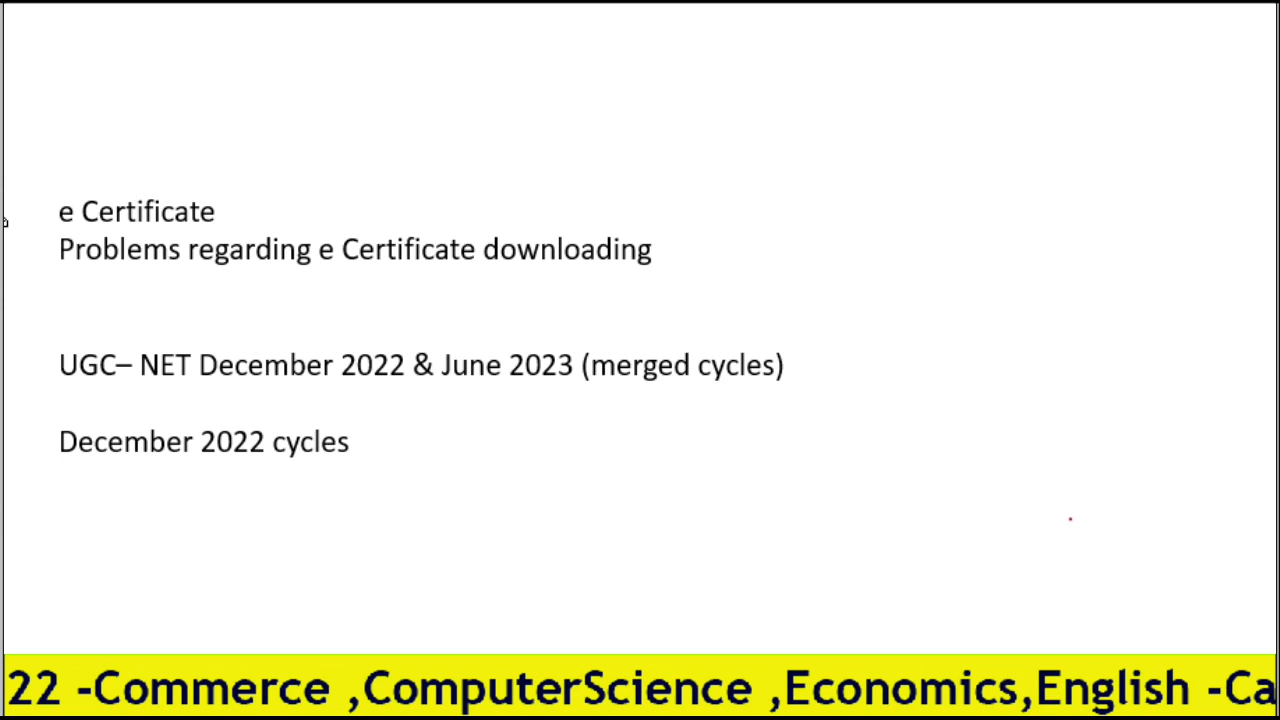 e Certificate
Problems regarding e Certificate downloading
UGC– NET December 2022 & June 2023 (merged cycles)
December 2022 cycles
22 -Commerce ,ComputerScience ,Economics,English -Ca